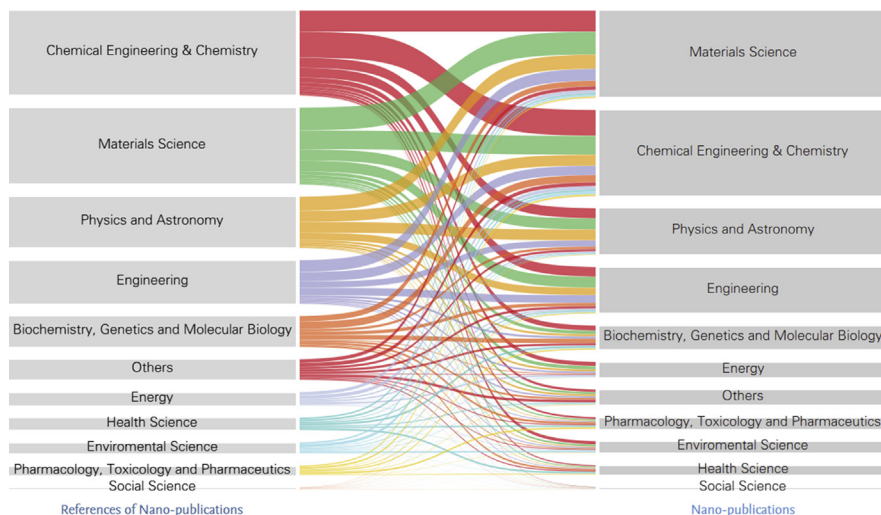 Chemical Engineering & Chemistry
Materials Science
Physics and Astronomy
Engineering
Biochemistry, Genetics and Molecular Biology
Others
Energy
Health Science
Enviromental Science
Pharmacology, Toxicology and Pharmaceutics
Social Science
References of Nano-publications
Materials Science
Chemical Engineering & Chemistry
Physics and Astronomy
Engineering
Biochemistry, Genetics and Molecular Biology
Energy
Others
Pharmacology, Toxicology and Pharmaceutics
Enviromental Science
Health Science
Social Science
Nano-publications